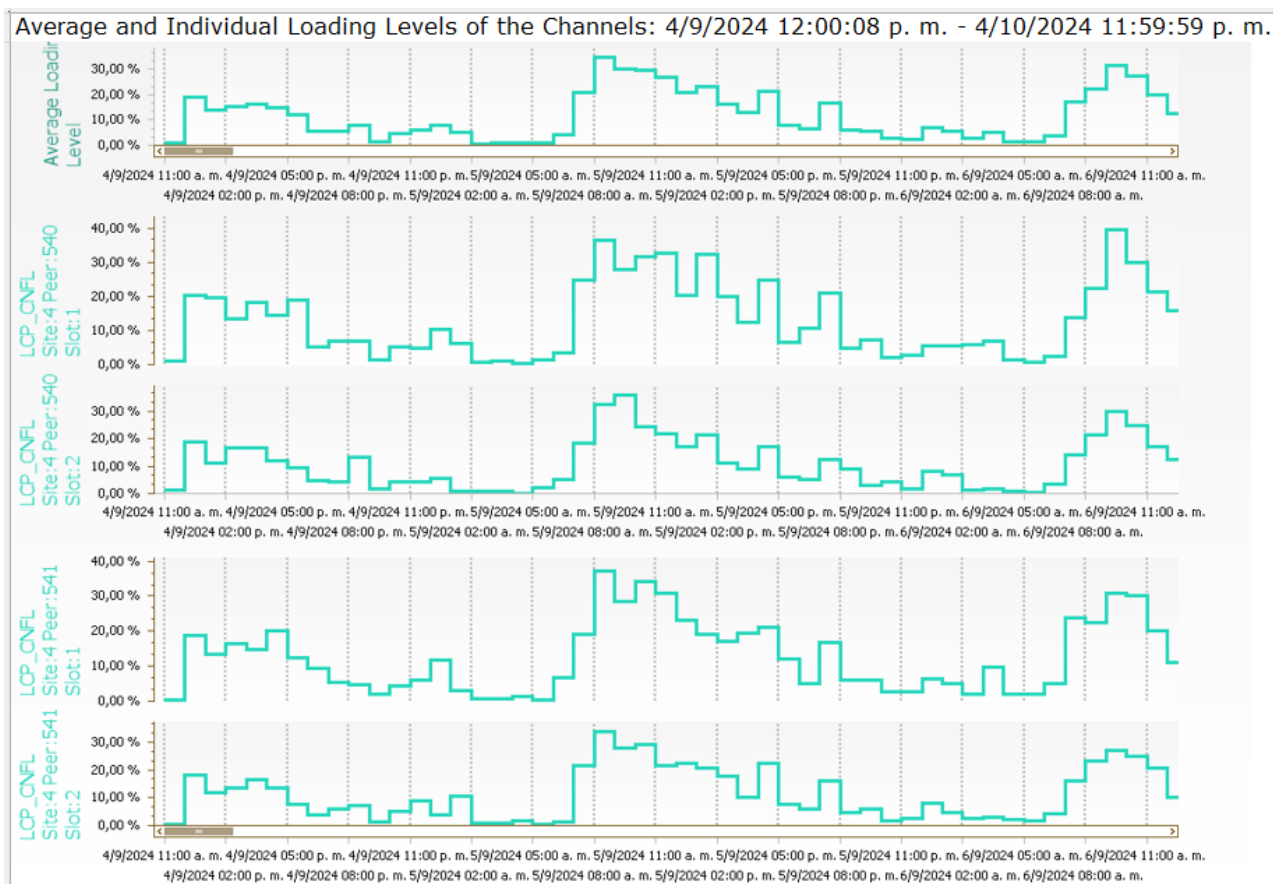 Average and Individual Loading Levels of the Channels: 4/9/2024 12:00:08 p. m. - 4/10/2024 11:59:59 p. m.
Average Loadin
Level
30,00 %
20,00 %
10,00 %
0,00 %
4/9/2024 11:00 a. m. 4/9/2024 05:00 p. m. 4/9/2024 11:00 p. m. 5/9/2024 05:00 a. m. 5/9/2024 11:00 a. m. 5/9/2024 05:00 p. m. 5/9/2024 11:00 p. m. 6/9/2024 05:00 a. m. 6/9/2024 11:00 a. m.
4/9/2024 02:00 p. m. 4/9/2024 08:00 p. m. 5/9/2024 02:00 a. m. 5/9/2024 08:00 a. m. 5/9/2024 02:00 p. m. 5/9/2024 08:00 p. m. 6/9/2024 02:00 a. m. 6/9/2024 08:00 a. m.
LCP_CNFL
Site:4 Peer:540
Slot:1
40,00 %
30,00 %
20,00 %
10,00 %
0,00 %
LCP_CNFL
Site:4 Peer:540
Slot:2
30,00 %
20,00 %
10,00 %
0,00 %
4/9/2024 11:00 a. m. 4/9/2024 05:00 p. m. 4/9/2024 11:00 p. m. 5/9/2024 05:00 a. m. 5/9/2024 11:00 a. m. 5/9/2024 05:00 p. m. 5/9/2024 11:00 p. m. 6/9/2024 05:00 a. m. 6/9/2024 11:00 a. m.
4/9/2024 02:00 p. m. 4/9/2024 08:00 p. m. 5/9/2024 02:00 a. m. 5/9/2024 08:00 a. m. 5/9/2024 02:00 p. m. 5/9/2024 08:00 p. m. 6/9/2024 02:00 a. m. 6/9/2024 08:00 a. m.
LCP_CNFL
Site:4 Peer:541
Slot:1
40,00 %
30,00 %
20,00 %
10,00 %
0,00 %
LCP_CNFL
Site:4 Peer:541
Slot:2
30,00 %
20,00 %
10,00 %
0,00 %
4/9/2024 11:00 a. m. 4/9/2024 05:00 p. m. 4/9/2024 11:00 p. m. 5/9/2024 05:00 a. m. 5/9/2024 11:00 a. m. 5/9/2024 05:00 p. m. 5/9/2024 11:00 p. m. 6/9/2024 05:00 a. m. 6/9/2024 11:00 a. m.
4/9/2024 02:00 p. m. 4/9/2024 08:00 p. m. 5/9/2024 02:00 a. m. 5/9/2024 08:00 a. m. 5/9/2024 02:00 p. m. 5/9/2024 08:00 p. m. 6/9/2024 02:00 a. m. 6/9/2024 08:00 a. m.